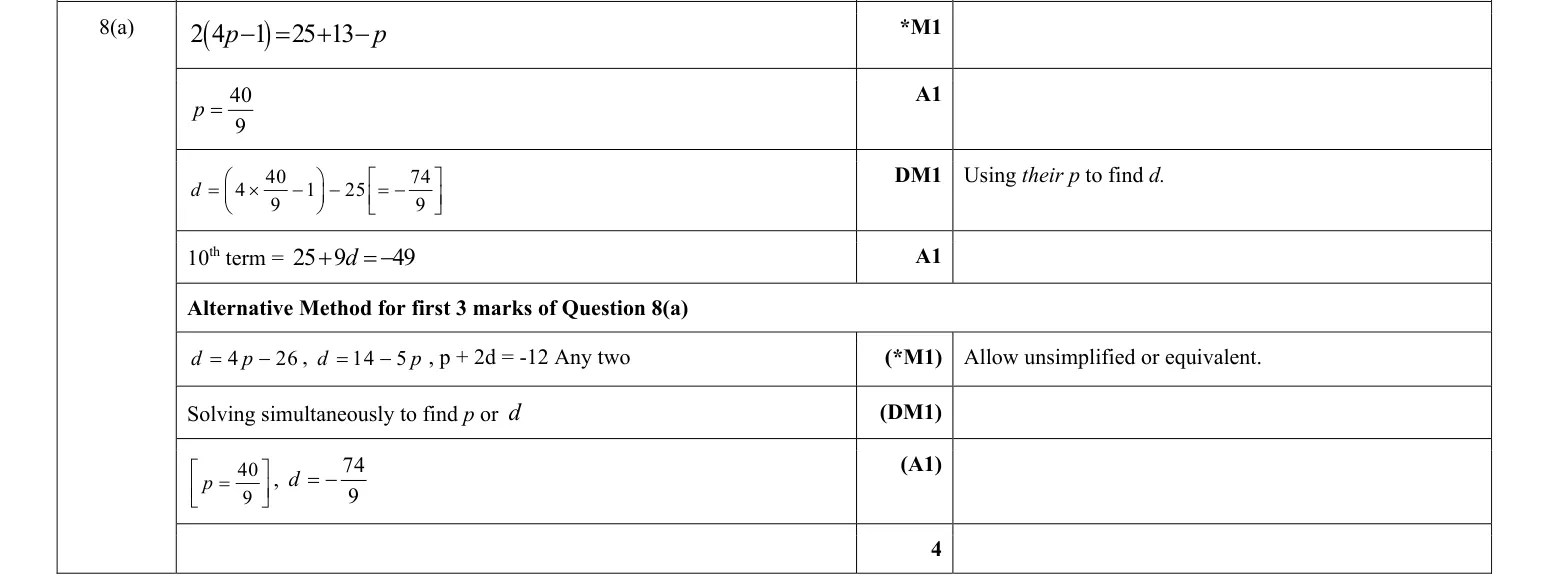 8(a) 2(4p−1)=25+13−p *M1
p = 40/9 A1
d = (4 × 40/9 − 1) − 25 [= − 74/9] DM1 Using their p to find d.
10th term = 25+9d =−49 A1
Alternative Method for first 3 marks of Question 8(a)
d = 4p − 26 , d = 14 − 5p , p + 2d = -12 Any two (*M1) Allow unsimplified or equivalent.
Solving simultaneously to find p or d (DM1)
[p = 40/9], d = − 74/9 (A1)
4